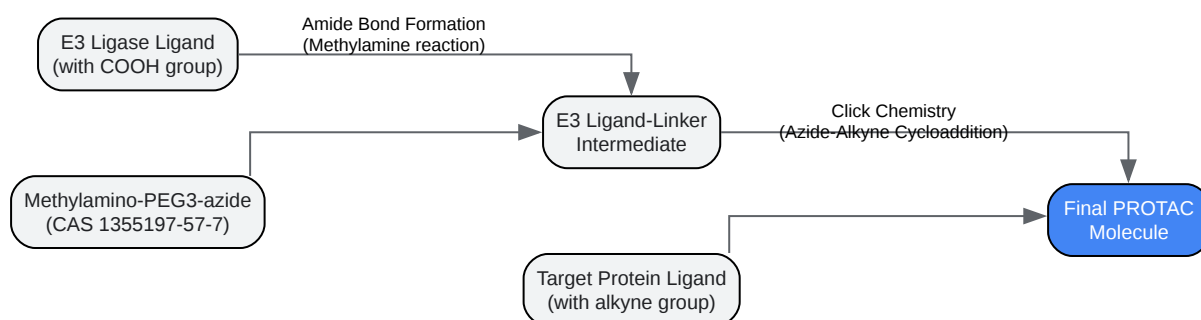 E3 Ligase Ligand
(with COOH group)
Amide Bond Formation
(Methylamine reaction)
E3 Ligand-Linker
Intermediate
Click Chemistry
(Azide-Alkyne Cycloaddition)
Methylamino-PEG3-azide
(CAS 1355197-57-7)
Final PROTAC
Molecule
Target Protein Ligand
(with alkyne group)